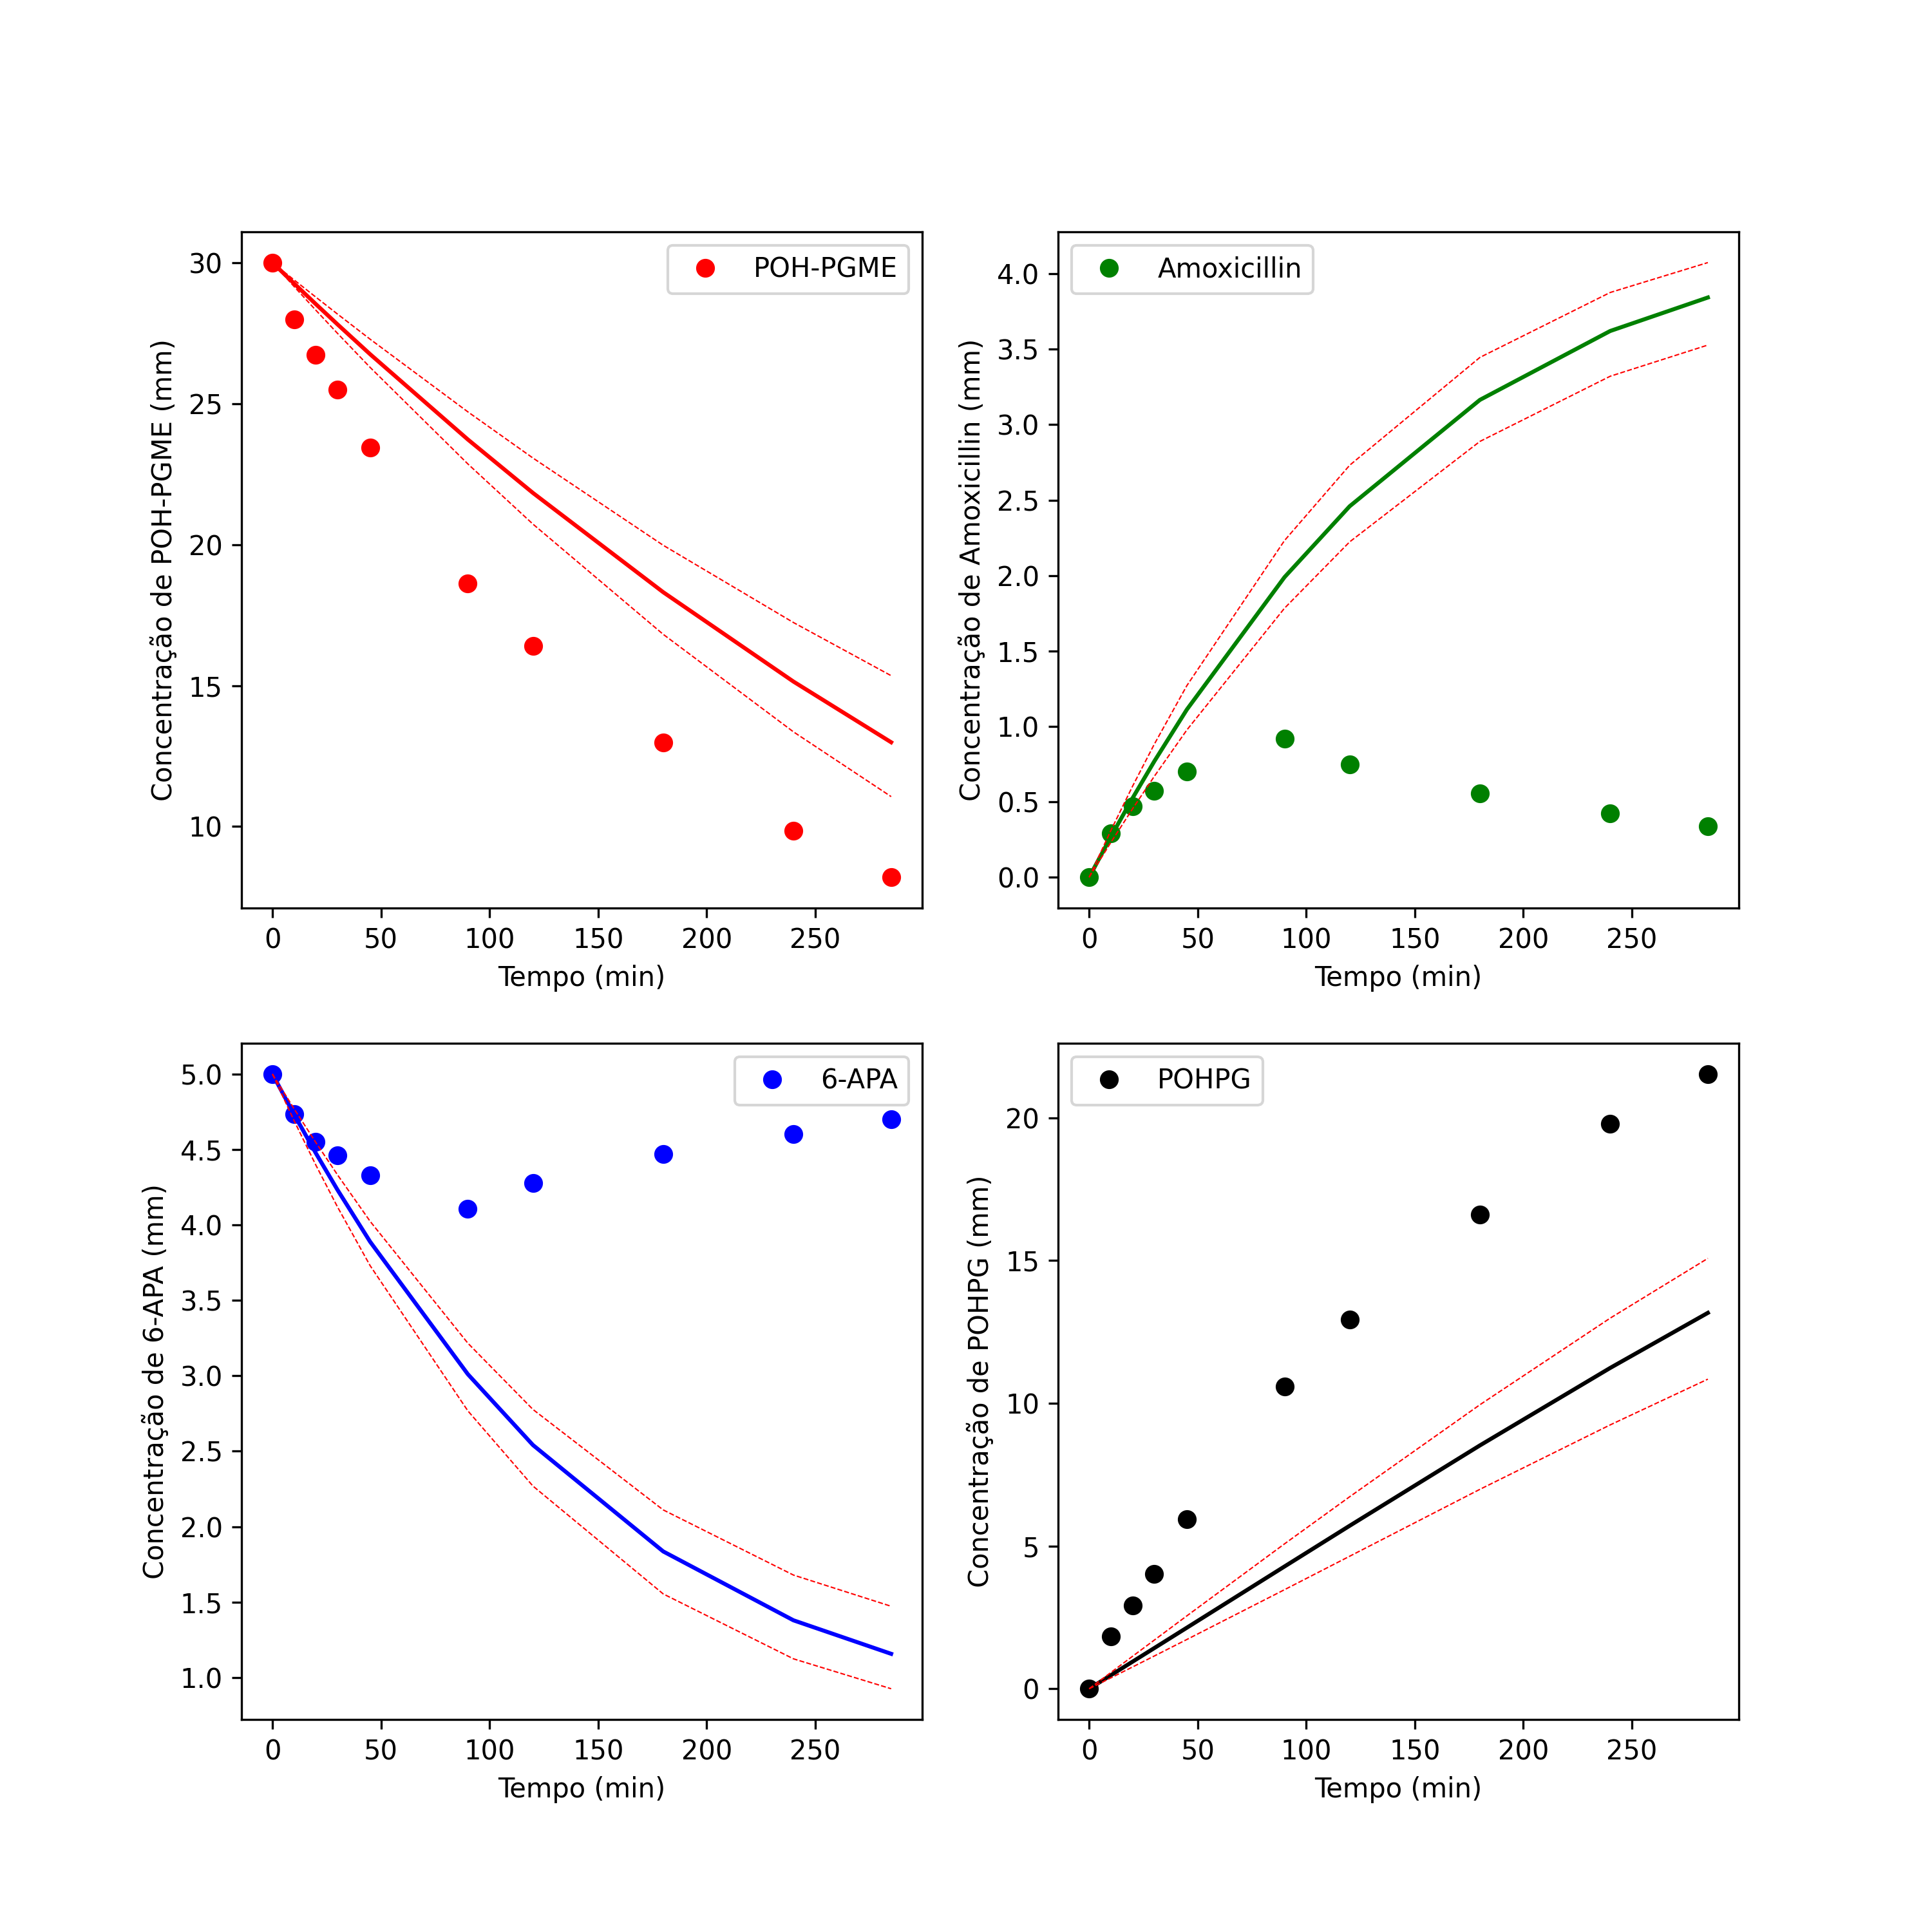 POH-PGME
Concentração de POH-PGME (mm)
30
25
20
15
10
0 50 100 150 200 250
Tempo (min)
Amoxicillin
Concentração de Amoxicillin (mm)
4.0
3.5
3.0
2.5
2.0
1.5
1.0
0.5
0.0
0 50 100 150 200 250
Tempo (min)
6-APA
Concentração de 6-APA (mm)
5.0
4.5
4.0
3.5
3.0
2.5
2.0
1.5
1.0
0 50 100 150 200 250
Tempo (min)
POHPG
Concentração de POHPG (mm)
20
15
10
5
0
0 50 100 150 200 250
Tempo (min)